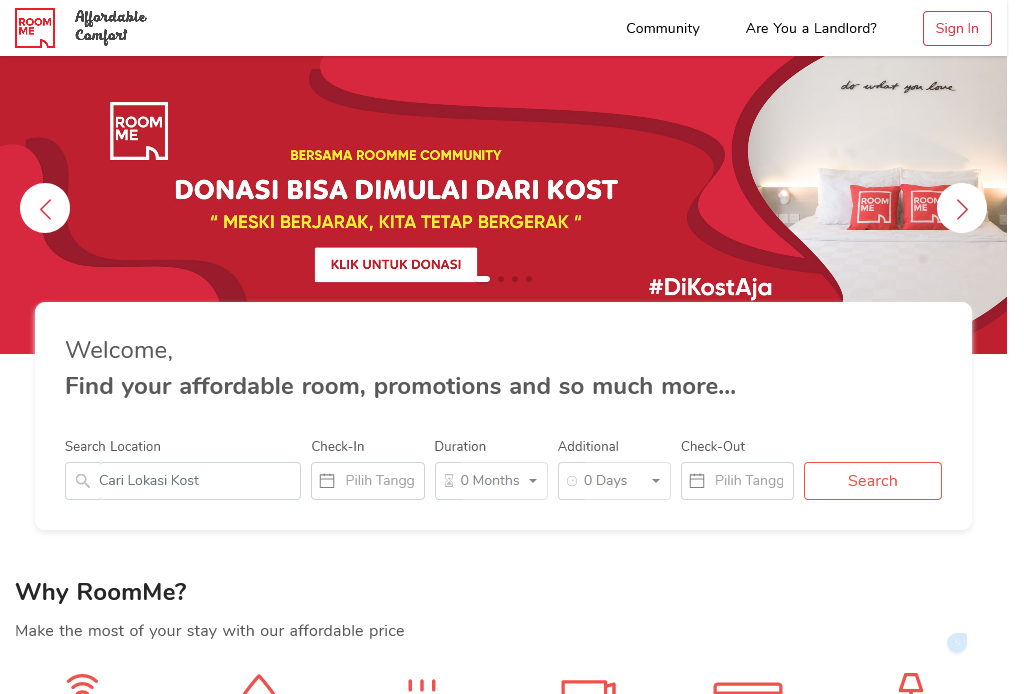 ROOM
ME
Affordable
Comfort
Community
Are You a Landlord?
Sign In
do what you love
ROOM
ME
BERSAMA ROOMME COMMUNITY
DONASI BISA DIMULAI DARI KOST
“ MESKI BERJARAK, KITA TETAP BERGERAK “
KLIK UNTUK DONASI
ROOM
ME
ROOM
ME
#DiKostAja
Welcome,
Find your affordable room, promotions and so much more...
Search Location
Check-In
Duration
Additional
Check-Out
Cari Lokasi Kost
Pilih Tangg
0 Months
0 Days
Pilih Tangg
Search
Why RoomMe?
Make the most of your stay with our affordable price